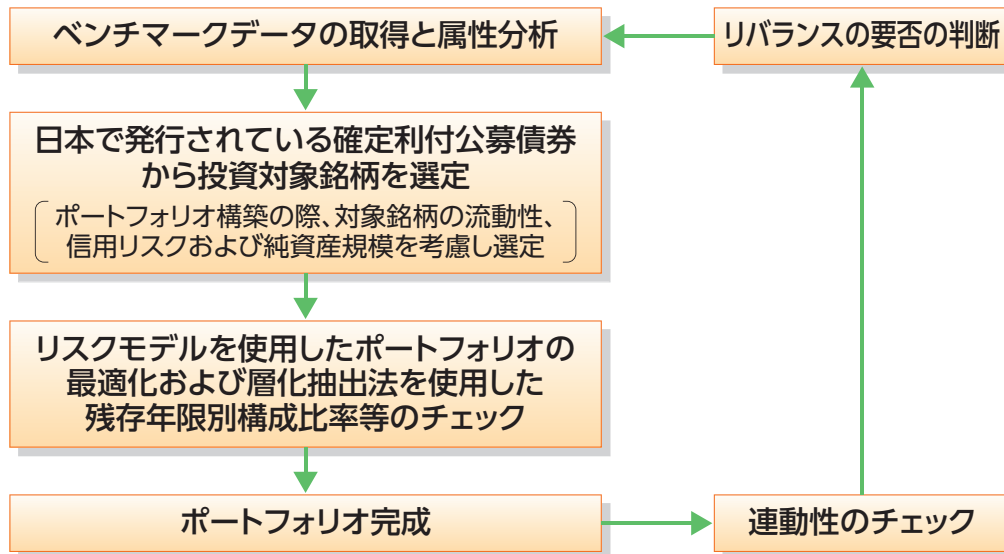 ベンチマークデータの取得と属性分析
リバランスの要否の判断
日本で発行されている確定利付公募債券
から投資対象銘柄を選定
ポートフォリオ構築の際、対象銘柄の流動性、
信用リスクおよび純資産規模を考慮し選定
リスクモデルを使用したポートフォリオの
最適化および層化抽出法を使用した
残存年限別構成比率等のチェック
ポートフォリオ完成
連動性のチェック